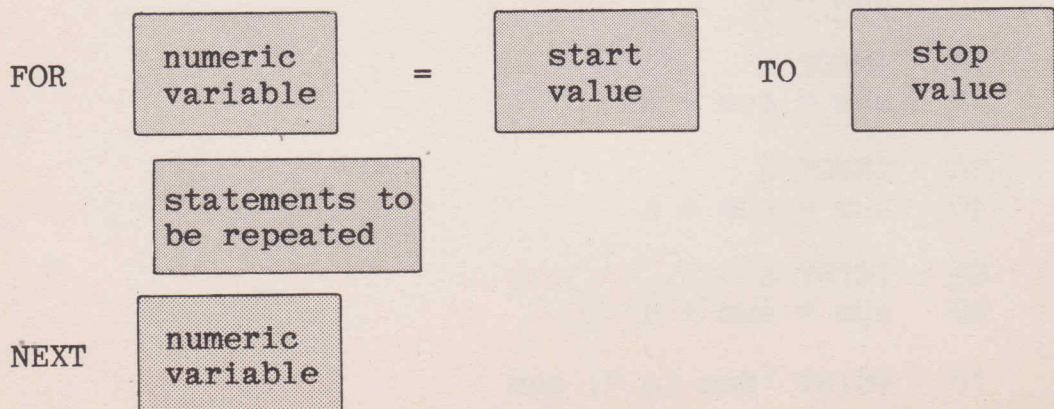 FOR numeric variable = start value TO stop value
statements to
be repeated
NEXT numeric variable